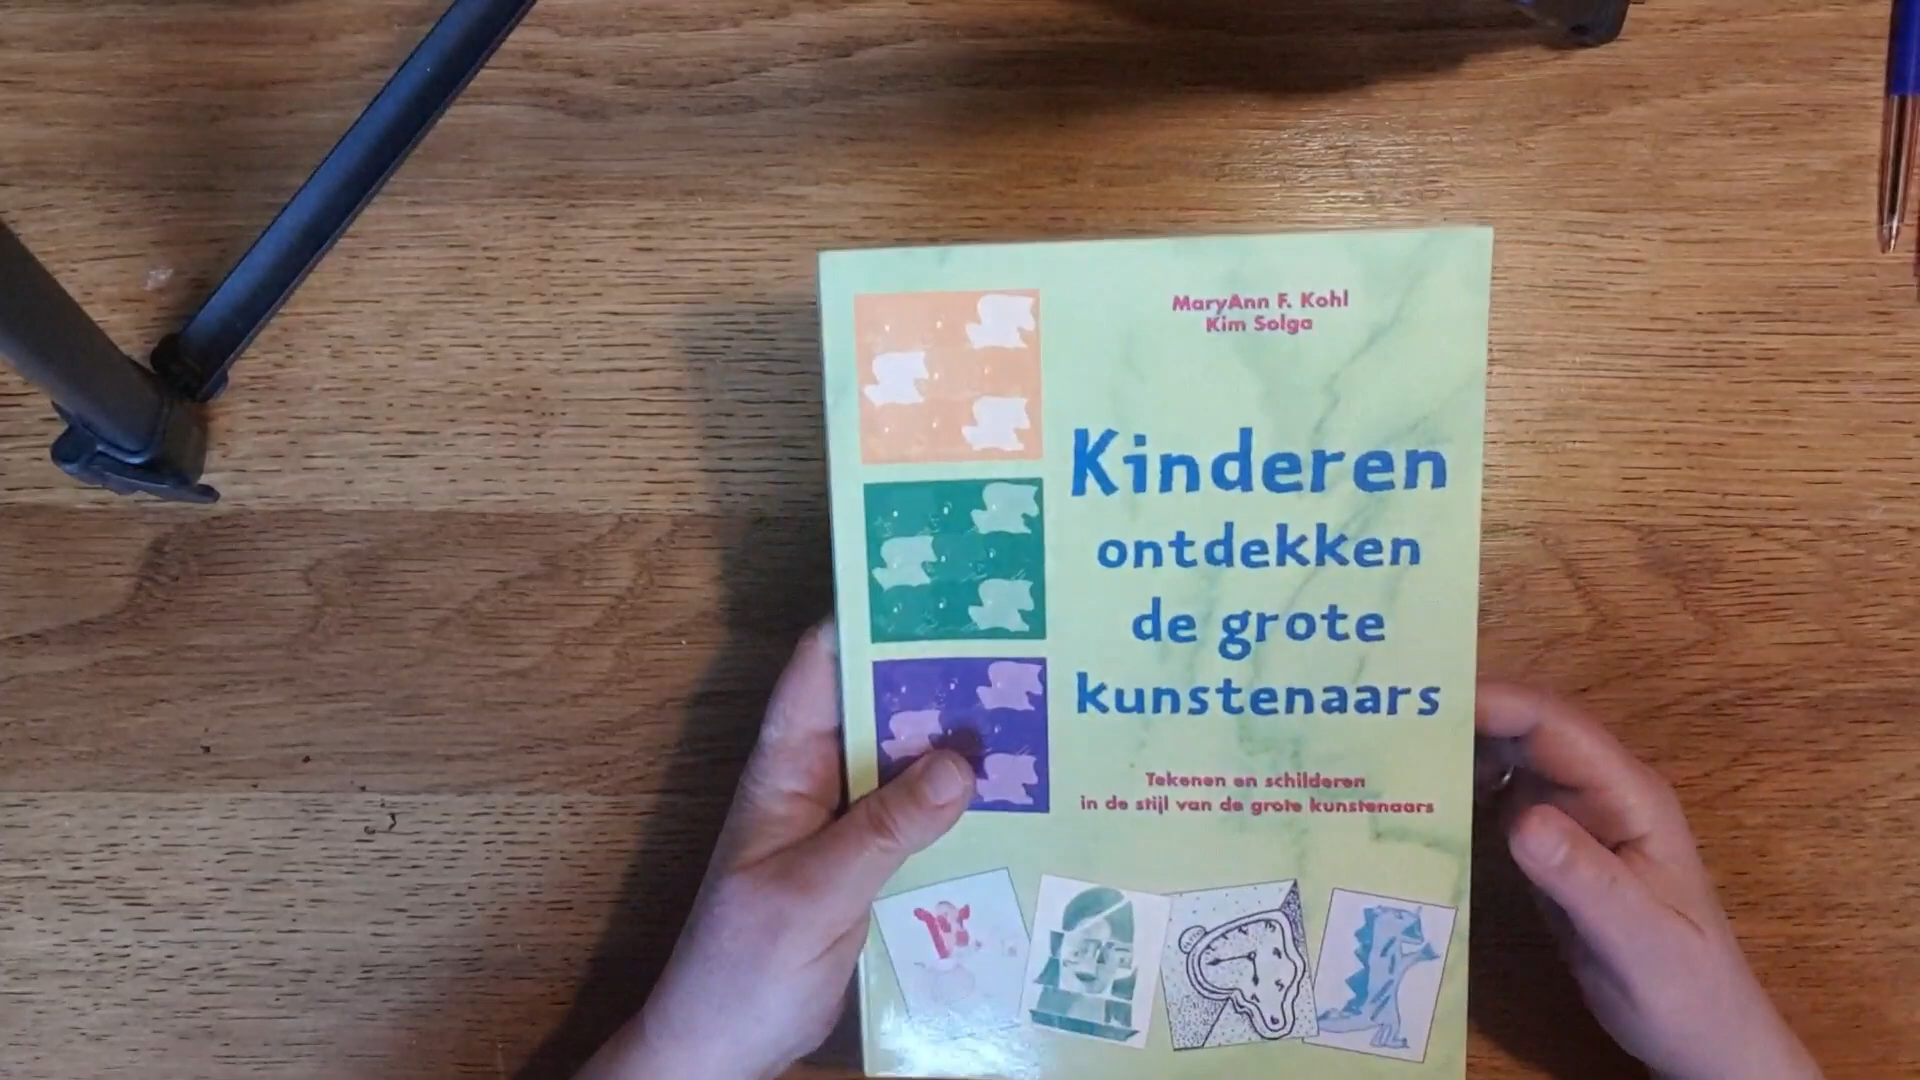 MaryAnn F. Kohl
Kim Solga
Kinderen
ontdekken
de grote
kunstenaars
Tekenen en schilderen
in de stijl van de grote kunstenaars